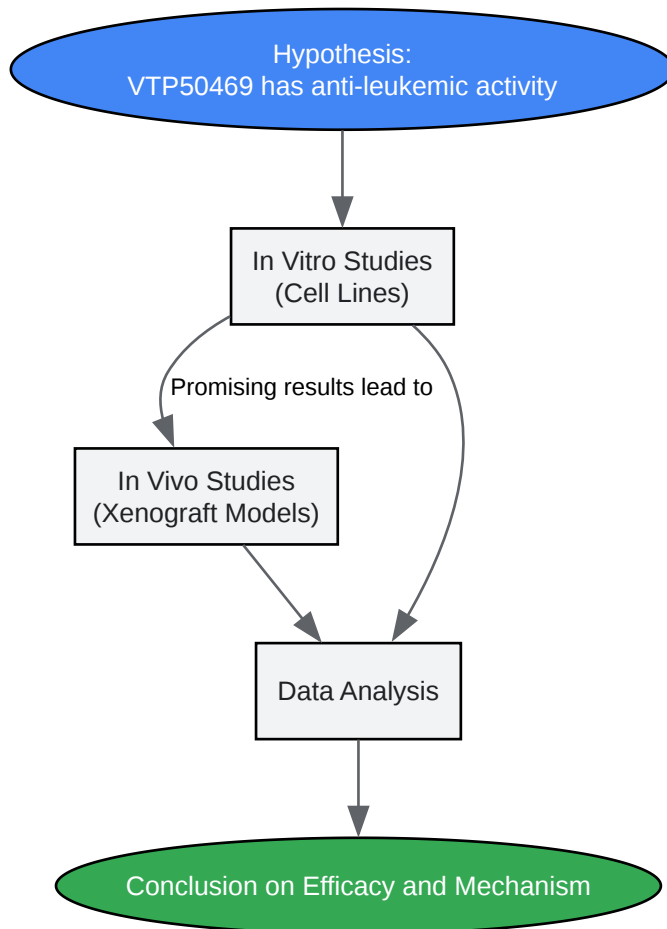 Hypothesis:
VTP50469 has anti-leukemic activity
In Vitro Studies
(Cell Lines)
Promising results lead to
In Vivo Studies
(Xenograft Models)
Data Analysis
Conclusion on Efficacy and Mechanism